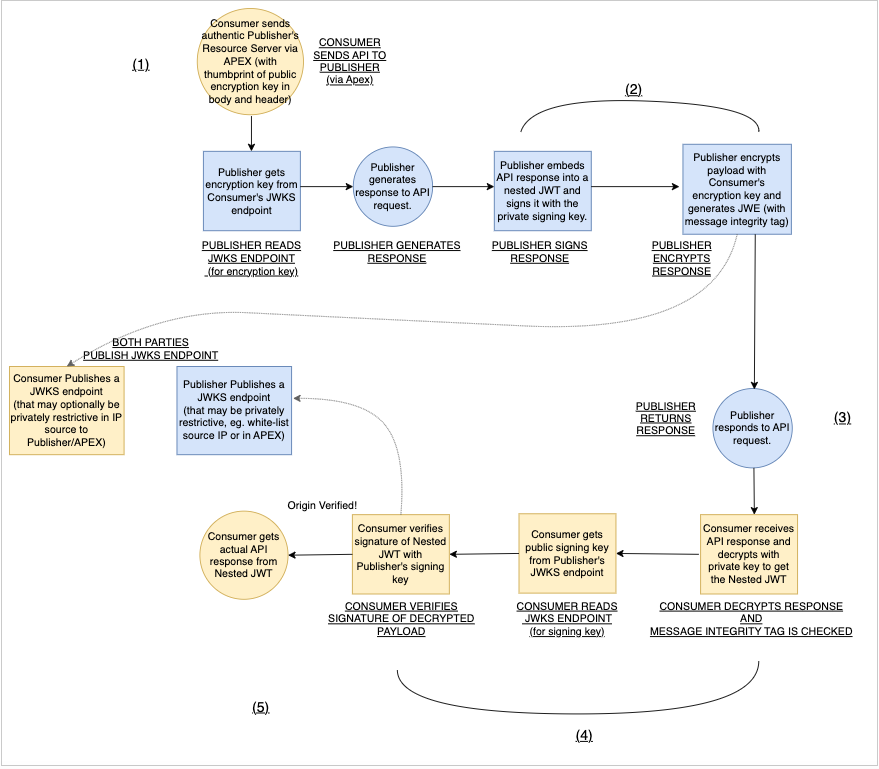 Consumer sends
authentic Publisher's
Resource Server via
APEX (with
thumbprint of public
encryption key in
body and header)
(1)
CONSUMER
SENDS API TO
PUBLISHER
(via Apex)
(2)
Publisher gets
encryption key from
Consumer's JWKS
endpoint
PUBLISHER READS
JWKS ENDPOINT
(for encryption key)
Publisher
generates
response to API
request.
PUBLISHER GENERATES
RESPONSE
Publisher embeds
API response into a
nested JWT and
signs it with the
private signing key.
PUBLISHER SIGNS
RESPONSE
Publisher encrypts
payload with
Consumer's
encryption key and
generates JWE (with
message integrity tag)
PUBLISHER
ENCRYPTS
RESPONSE
BOTH PARTIES
PUBLISH JWKS ENDPOINT
Consumer Publishes a
JWKS endpoint
(that may optionally be
privately restrictive in IP
source to
Publisher/APEX)
Publisher Publishes a
JWKS endpoint
(that may be privately
restrictive, eg. white-list
source IP or in APEX)
PUBLISHER
RETURNS
RESPONSE
Publisher
responds to API
request.
(3)
Origin Verified!
Consumer gets
actual API
response from
Nested JWT
Consumer verifies
signature of Nested
JWT with
Publisher's signing
key
CONSUMER VERIFIES
SIGNATURE OF DECRYPTED
PAYLOAD
Consumer gets
public signing key
from Publisher's
JWKS endpoint
CONSUMER READS
JWKS ENDPOINT
(for signing key)
Consumer receives
API response and
decrypts with
private key to get
the Nested JWT
CONSUMER DECRYPTS RESPONSE
AND
MESSAGE INTEGRITY TAG IS CHECKED
(5)
(4)